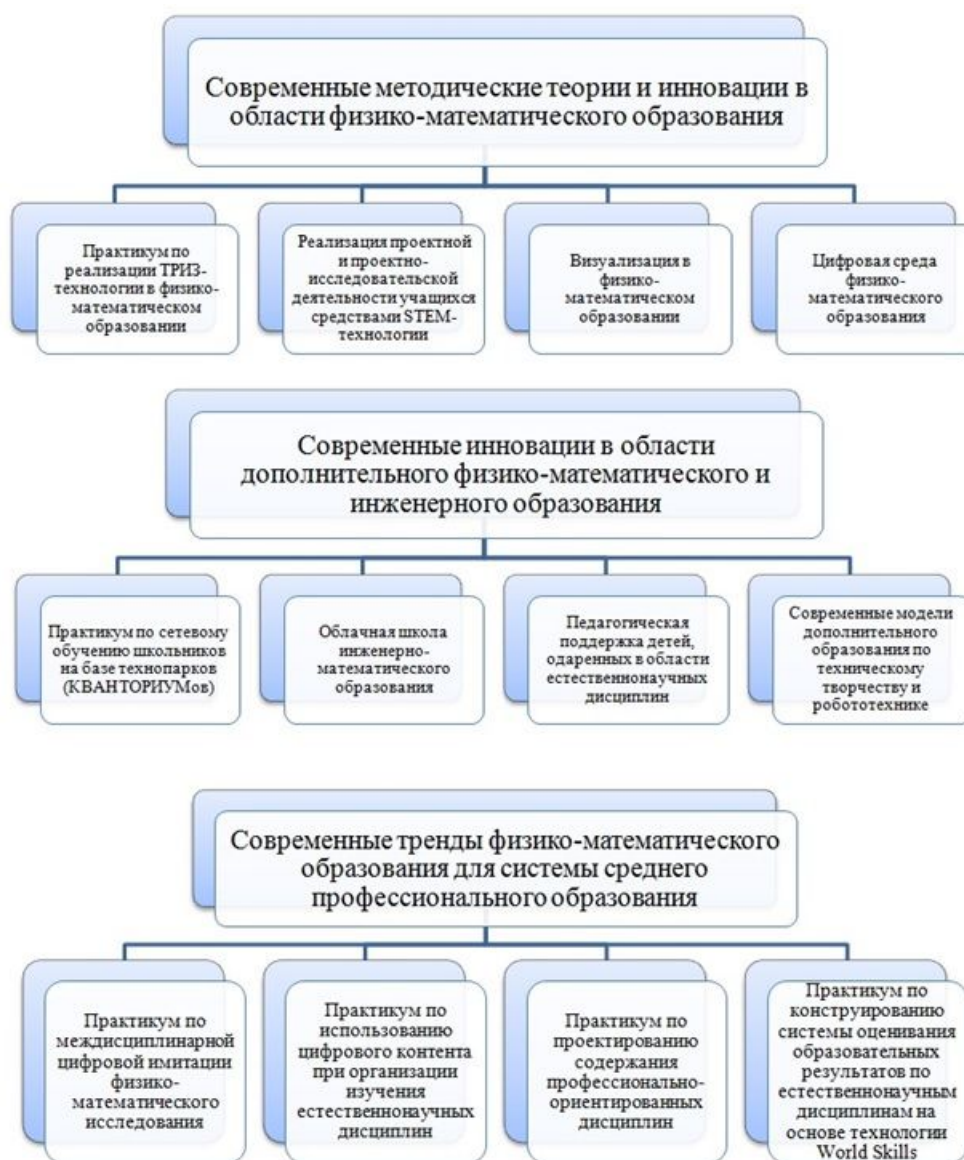 Современные методические теории и инновации в
области физико-математического образования
Практикум по
реализации ТРИЗ-
технологии в физико-
математическом
образовании
Реализация проектной
и проектно-
исследовательской
деятельности учащихся
средствами STEM-
технологии
Визуализация в
физико-
математическом
образовании
Цифровая среда
физико-
математического
образования
Современные инновации в области
дополнительного физико-математического и
инженерного образования
Практикум по сетевому
обучению школьников
на базе технопарков
(КВАНТОРИУМов)
Облачная школа
инженерно-
математического
образования
Педагогическая
поддержка детей,
одаренных в области
естественнонаучных
дисциплин
Современные модели
дополнительного
образования по
техническому
творчеству и
робототехнике
Современные тренды физико-математического
образования для системы среднего
профессионального образования
Практикум по
междисциплинарной
цифровой имитации
физико-
математического
исследования
Практикум по
использованию
цифрового контента
при организации
изучения
естественнонаучных
дисциплин
Практикум по
проектированию
содержания
профессионально-
ориентированных
дисциплин
Практикум по
конструированию
системы оценивания
образовательных
результатов по
естественнонаучным
дисциплинам на
основе технологии
World Skills